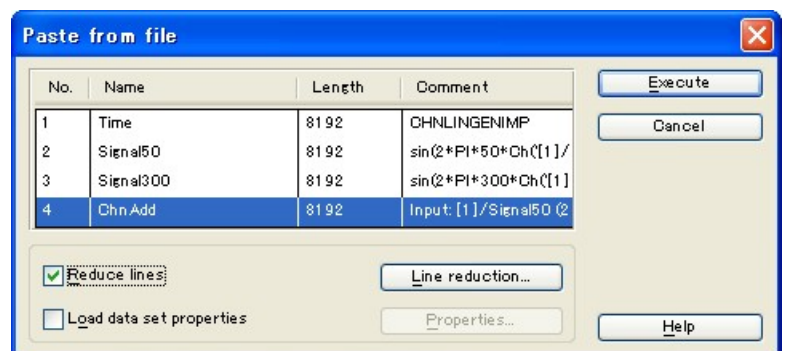 Paste from file
No. Name Length Comment
1 Time 8192 CHNLINGENIMP
2 Signal50 8192 sin(2*PI*50*Ch('[1]/
3 Signal300 8192 sin(2*PI*300*Ch('[1]
4 ChnAdd 8192 Input: [1]/Signal50 (2
Execute
Cancel
Reduce lines
Line reduction...
Load data set properties
Properties...
Help